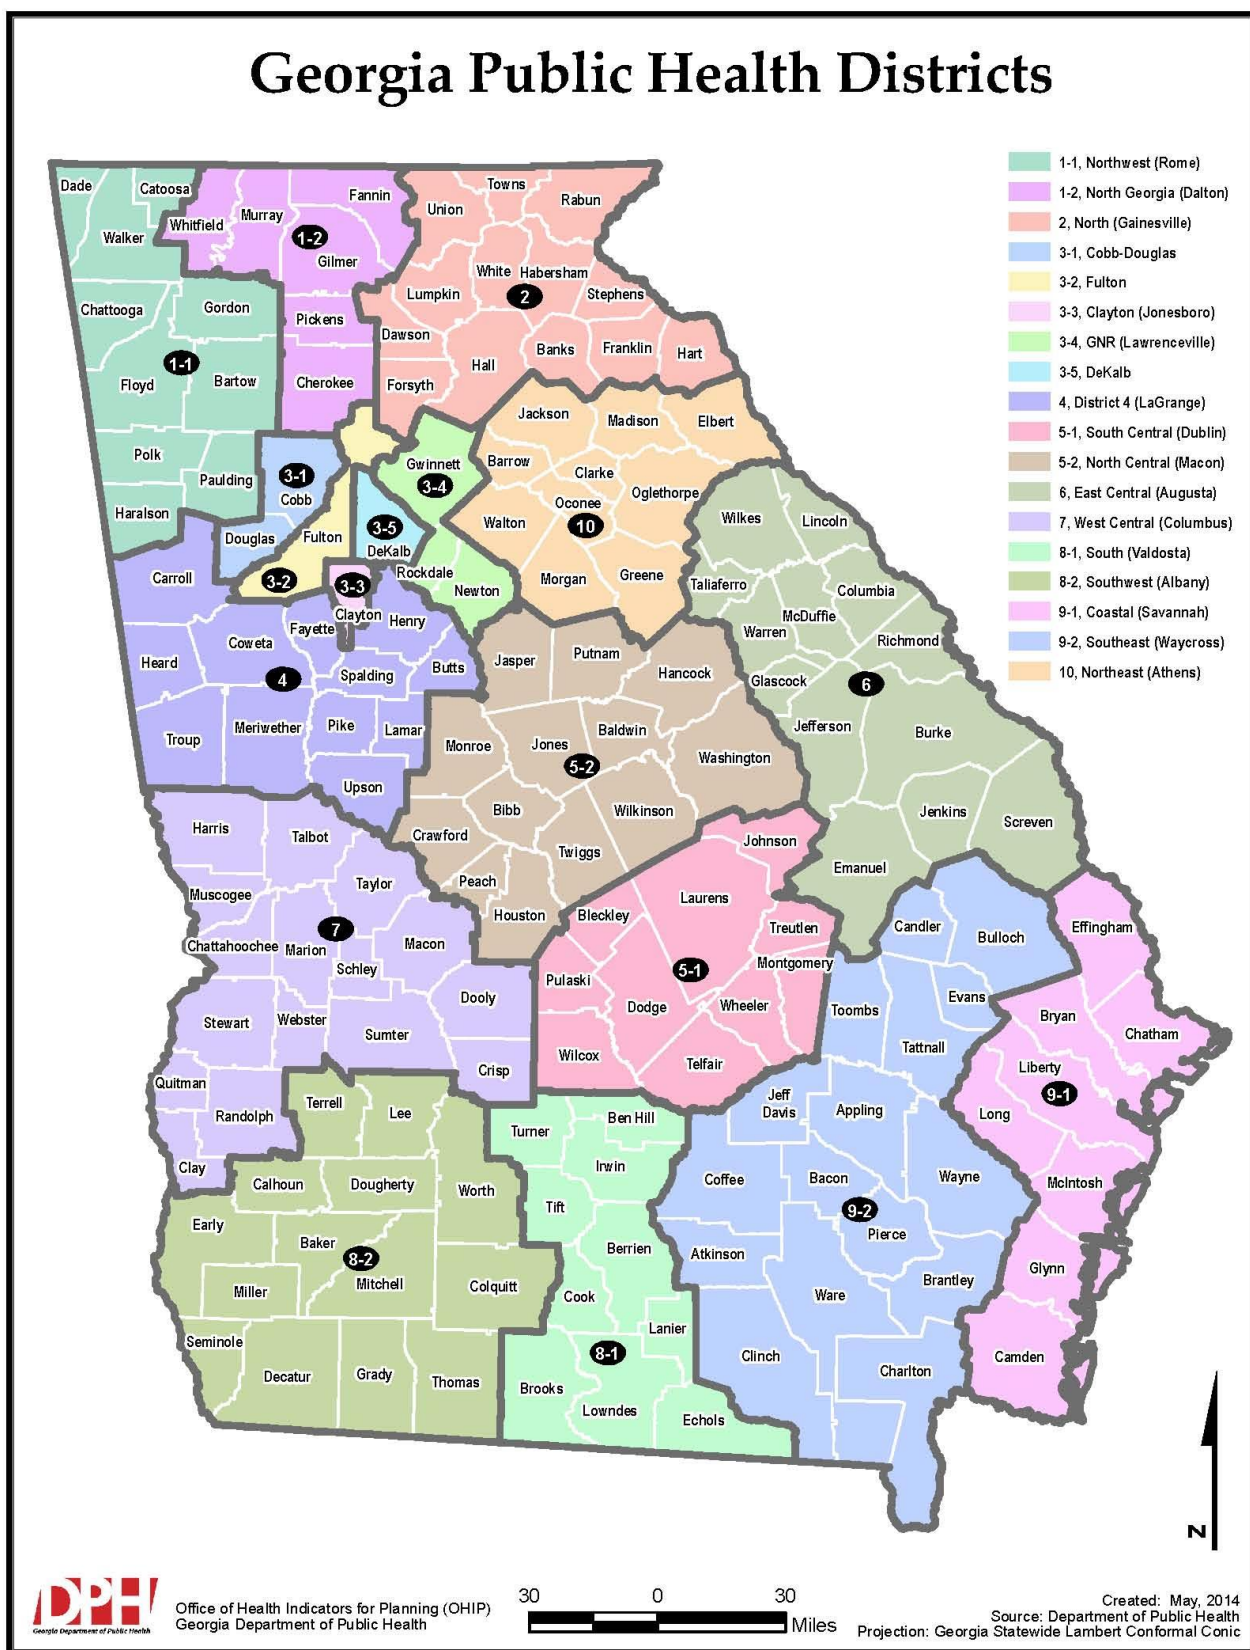 Georgia Public Health Districts
1-1, Northwest (Rome)
1-2, North Georgia (Dalton)
2, North (Gainesville)
3-1, Cobb-Douglas
3-2, Fulton
3-3, Clayton (Jonesboro)
3-4, GNR (Lawrenceville)
3-5, DeKalb
4, District 4 (LaGrange)
5-1, South Central (Dublin)
5-2, North Central (Macon)
6, East Central (Augusta)
7, West Central (Columbus)
8-1, South (Valdosta)
8-2, Southwest (Albany)
9-1, Coastal (Savannah)
9-2, Southeast (Waycross)
10, Northeast (Athens)
Dade
Catoosa
Walker
Chattooga
Gordon
1-1
Floyd
Bartow
Polk
Paulding
Haralson
Whitfield
Murray
Fannin
1-2
Gilmer
Pickens
Cherokee
Towns
Union
Rabun
White
Habersham
Lumpkin
2
Stephens
Dawson
Banks
Franklin
Hart
Hall
Forsyth
3-1
Cobb
Douglas
Fulton
3-2
3-3
Clayton
Gwinnett
3-4
Rockdale
Newton
3-5
DeKalb
Jackson
Madison
Elbert
Barrow
Clarke
Oconee
Oglethorpe
Walton
10
Morgan
Greene
Carroll
Coweta
Fayette
Henry
Heard
4
Spalding
Butts
Troup
Meriwether
Pike
Lamar
Upson
Jasper
Putnam
Hancock
Monroe
Jones
Baldwin
5-2
Washington
Bibb
Wilkinson
Crawford
Twiggs
Peach
Houston
Wilkes
Lincoln
Taliaferro
Columbia
McDuffie
Warren
Richmond
Glascock
6
Jefferson
Burke
Jenkins
Screven
Emanuel
Harris
Talbot
Muscogee
Taylor
7
Chattahoochee
Marion
Macon
Schley
Dooly
Stewart
Webster
Sumter
Crisp
Quitman
Randolph
Clay
Johnson
Laurens
Bleckley
Treutlen
Montgomery
5-1
Pulaski
Dodge
Wheeler
Wilcox
Telfair
Candler
Bulloch
Toombs
Evans
Tattnall
Jeff
Davis
Appling
Coffee
Bacon
Wayne
9-2
Pierce
Atkinson
Ware
Brantley
Clinch
Charlton
Effingham
Bryan
Chatham
Liberty
9-1
Long
McIntosh
Glynn
Camden
Terrell
Lee
Calhoun
Dougherty
Worth
Early
Baker
8-2
Mitchell
Miller
Colquitt
Seminole
Decatur
Grady
Thomas
Turner
Ben Hill
Irwin
Tift
Berrien
Cook
Lanier
8-1
Brooks
Lowndes
Echols
N
DPH
Georgia Department of Public Health
Office of Health Indicators for Planning (OHIP)
Georgia Department of Public Health
30 0 30
Miles
Created: May, 2014
Source: Department of Public Health
Projection: Georgia Statewide Lambert Conformal Conic